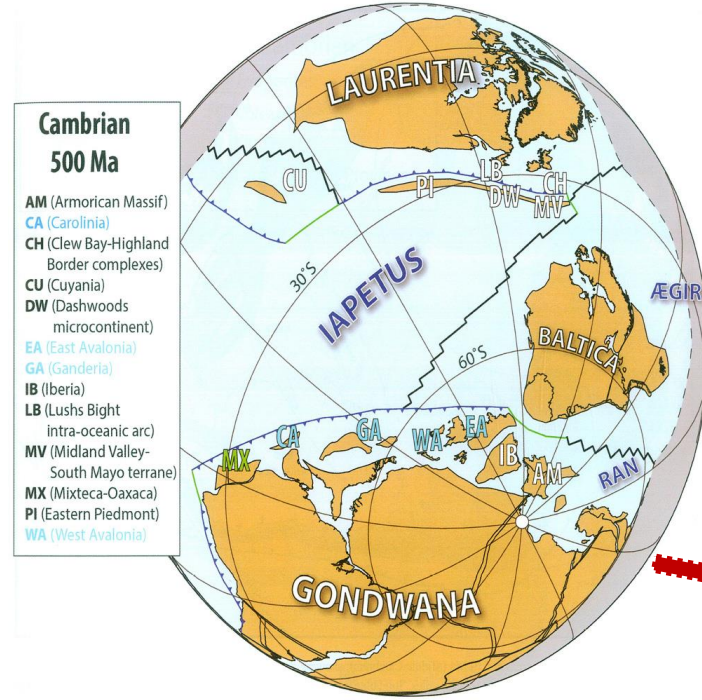 Cambrian
500 Ma
AM (Armorican Massif)
CA (Carolinia)
CH (Clew Bay-Highland
Border complexes)
CU (Cuyania)
DW (Dashwoods
microcontinent)
EA (East Avalonia)
GA (Ganderia)
IB (Iberia)
LB (Lushs Bight
intra-oceanic arc)
MV (Midland Valley-
South Mayo terrane)
MX (Mixteca-Oaxaca)
PI (Eastern Piedmont)
WA (West Avalonia)
LAURENTIA
CU
PI
LB
DW
CH
MV
30°S
IAPETUS
ÆGIR
BALTICA
60°S
CA
GA
WA
EA
MX
IB
AM
RAN
GONDWANA